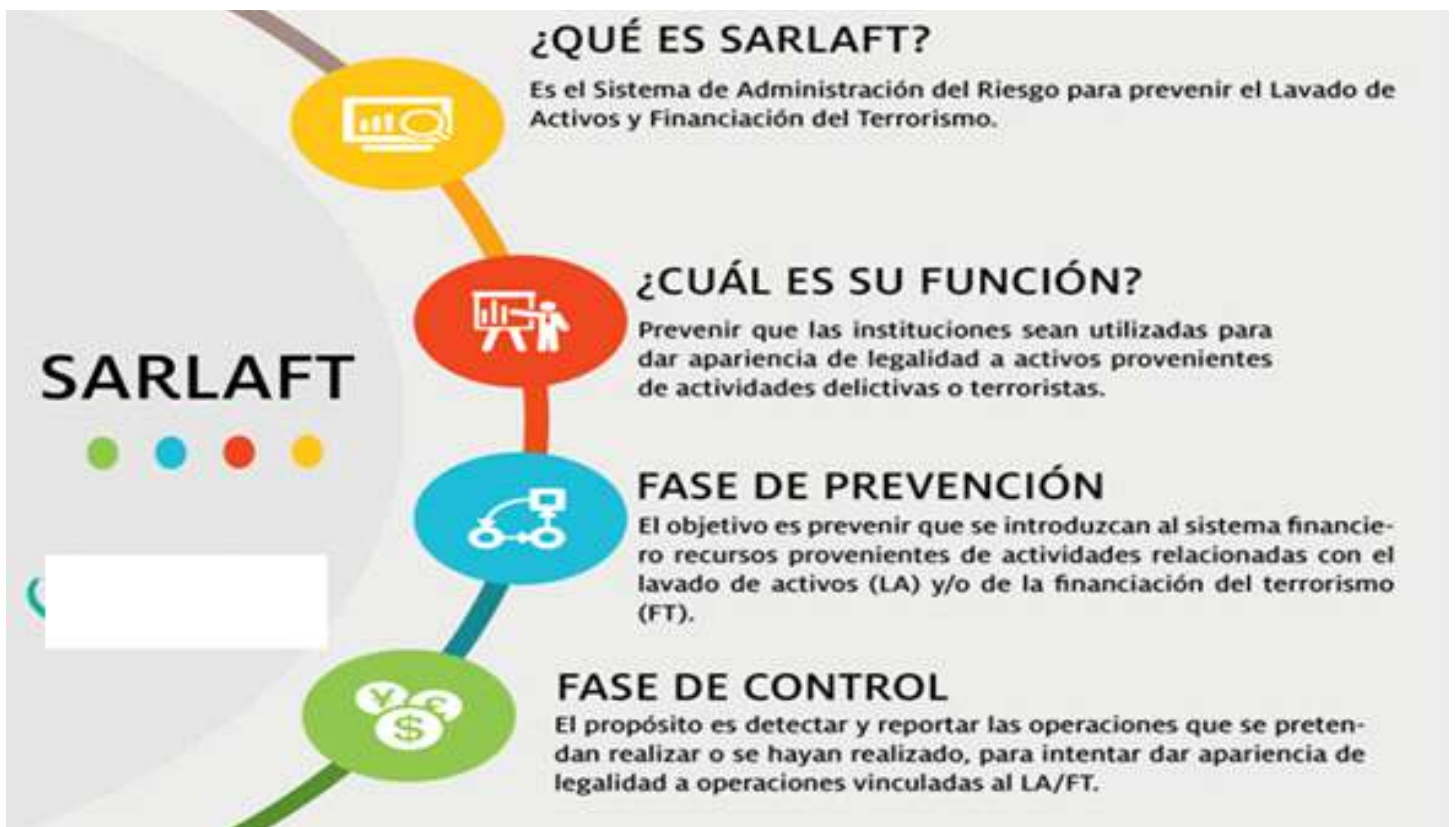 ¿QUÉ ES SARLAFT?
Es el Sistema de Administración del Riesgo para prevenir el Lavado de
Activos y Financiación del Terrorismo.
¿CUÁL ES SU FUNCIÓN?
Prevenir que las instituciones sean utilizadas para
dar apariencia de legalidad a activos provenientes
de actividades delictivas o terroristas.
SARLAFT
FASE DE PREVENCIÓN
El objetivo es prevenir que se introduzcan al sistema financie-
ro recursos provenientes de actividades relacionadas con el
lavado de activos (LA) y/o de la financiación del terrorismo
(FT).
FASE DE CONTROL
El propósito es detectar y reportar las operaciones que se preten-
dan realizar o se hayan realizado, para intentar dar apariencia de
legalidad a operaciones vinculadas al LA/FT.